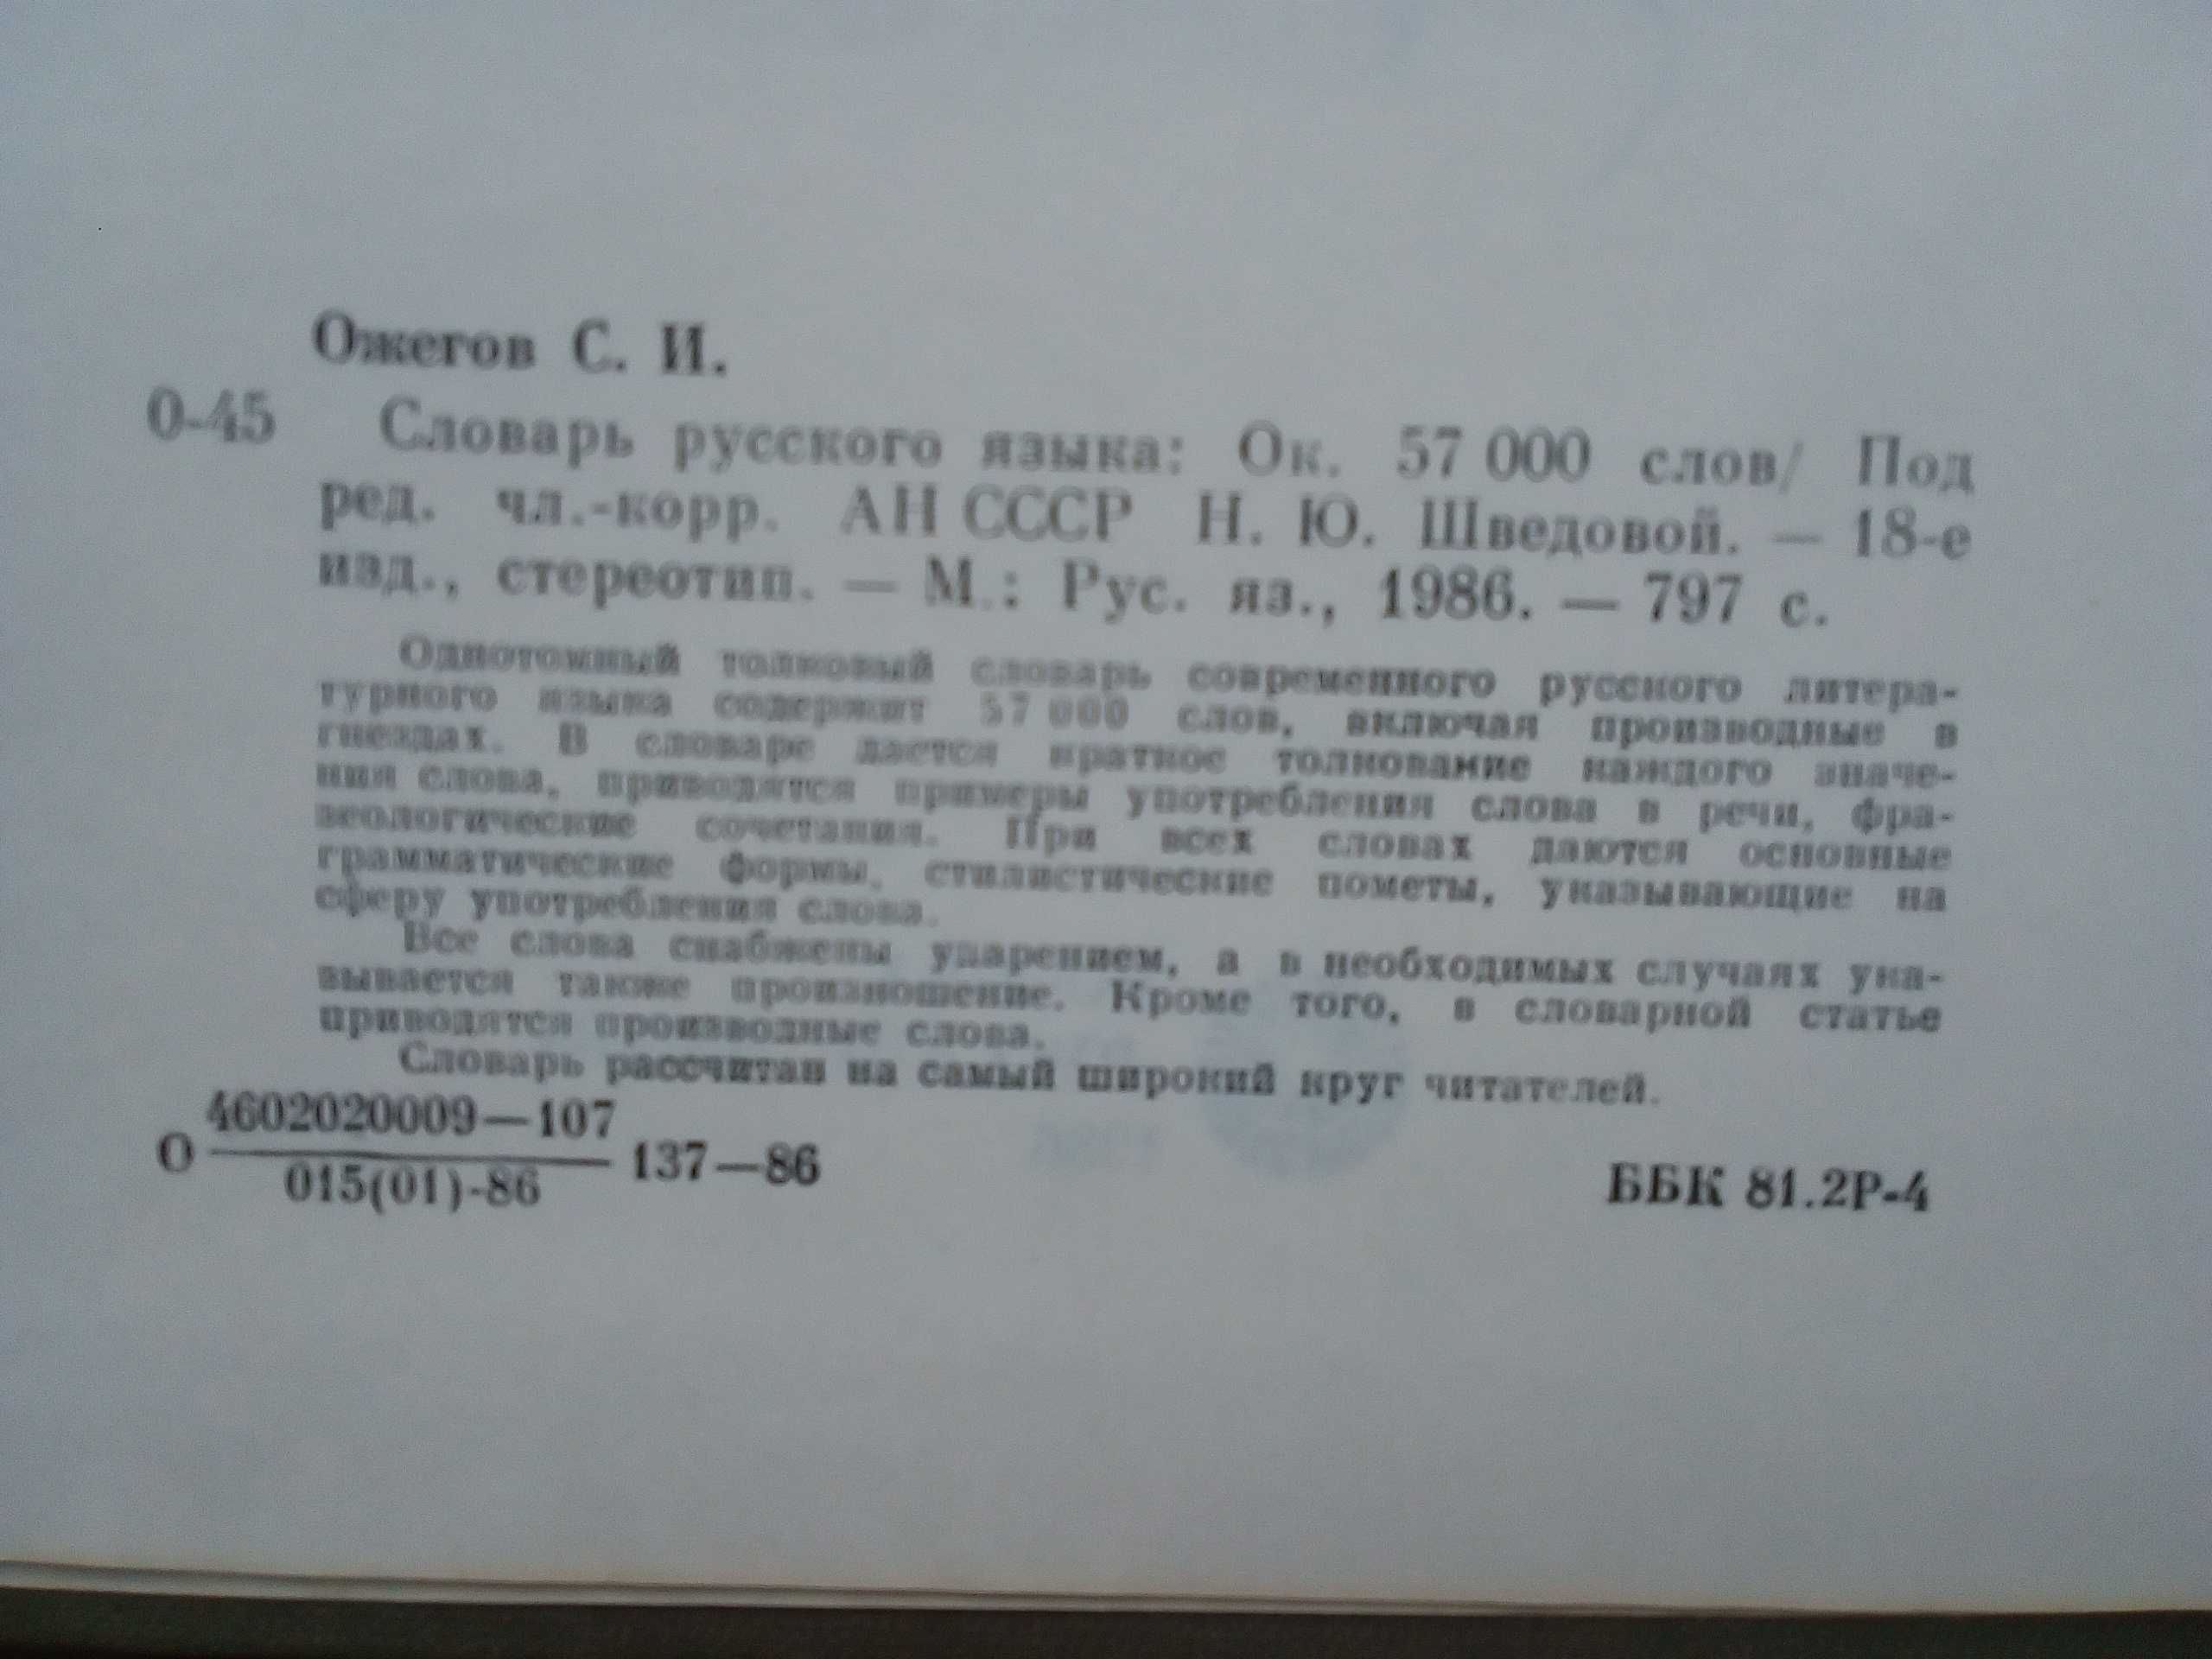 Ожегов С. И.
О-45 Словарь русского языка: Ок. 57 000 слов/ Под
ред. чл.-корр. АН СССР Н. Ю. Шведовой. — 18-е
изд., стереотип. — М.: Рус. яз., 1986. — 797 с.
Однотомный толковый словарь современного русского литера-
турного языка содержит 57 000 слов, включая производные в
гнездах. В словаре дается краткое толкование каждого значе-
ния слова, приводятся примеры употребления слова в речи, фра-
зеологические сочетания. При всех словах даются основные
грамматические формы, стилистические пометы, указывающие на
сферу употребления слова.
Все слова снабжены ударением, а в необходимых случаях ука-
зывается также произношение. Кроме того, в словарной статье
приводятся производные слова.
Словарь рассчитан на самый широкий круг читателей.
4602020009—107
О 137—86
015(01)-86
ББК 81.2Р-4